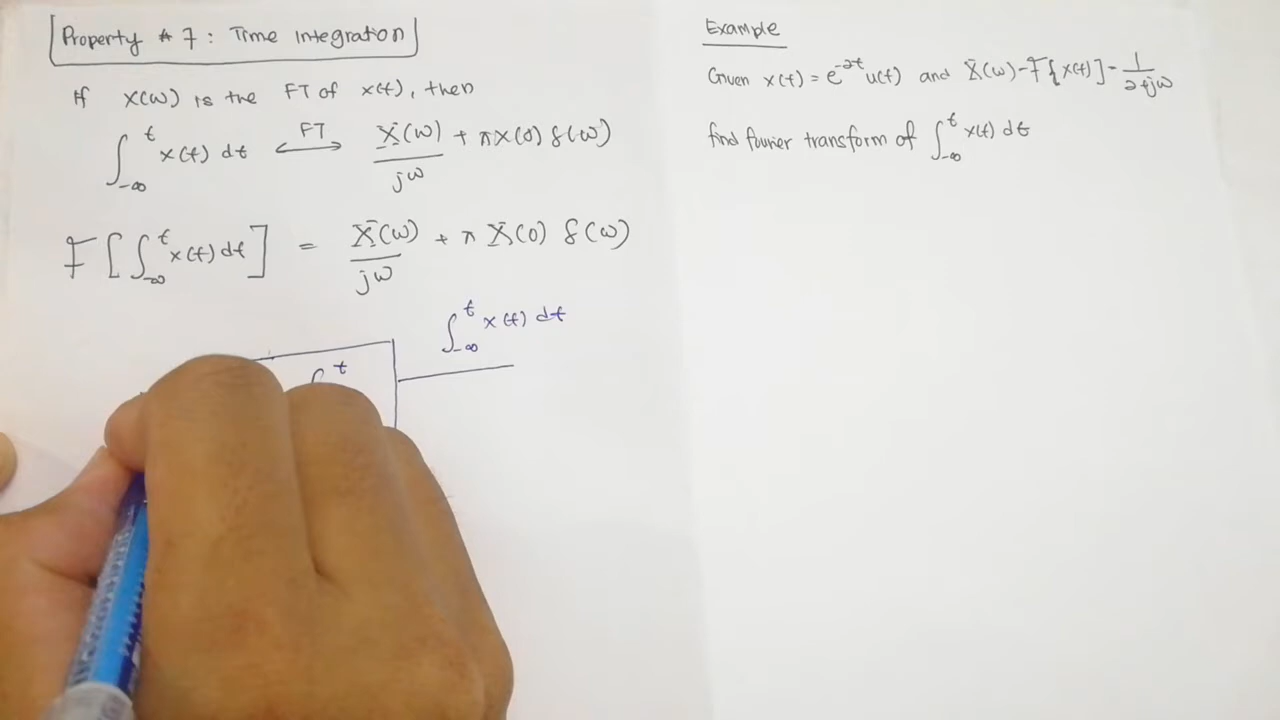 Property # 7 : Time Integration
If X(ω) is the FT of x(t), then
∫_{-∞}^{t} x(t) dt <—FT—> X(ω)/jω + πX(0) δ(ω)
F[∫_{-∞}^{t} x(t) dt] = X(ω)/jω + π X(0) δ(ω)
∫_{-∞}^{t} x(t) dt
∫^{t}
Example
Given x(t) = e^{-2t} u(t) and X(ω) - F{x(t)] - 1/2+jω
find fourier transform of ∫_{-∞}^{t} x(t) dt